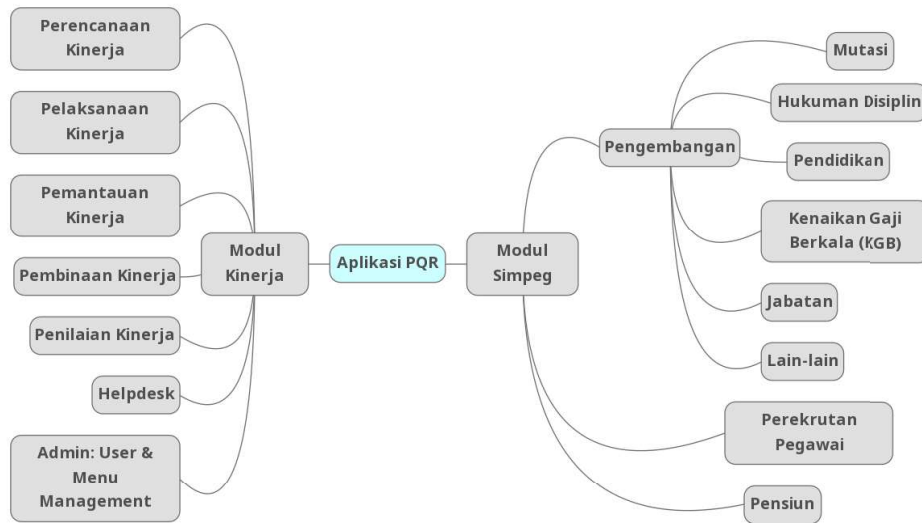 Perencanaan
Kinerja
Pelaksanaan
Kinerja
Pemantauan
Kinerja
Pembinaan Kinerja
Penilaian Kinerja
Helpdesk
Admin: User &
Menu
Management
Modul
Kinerja
Aplikasi PQR
Modul
Simpeg
Pengembangan
Mutasi
Hukuman Disiplin
Pendidikan
Kenaikan Gaji
Berkala (KGB)
Jabatan
Lain-lain
Perekrutan
Pegawai
Pensiun